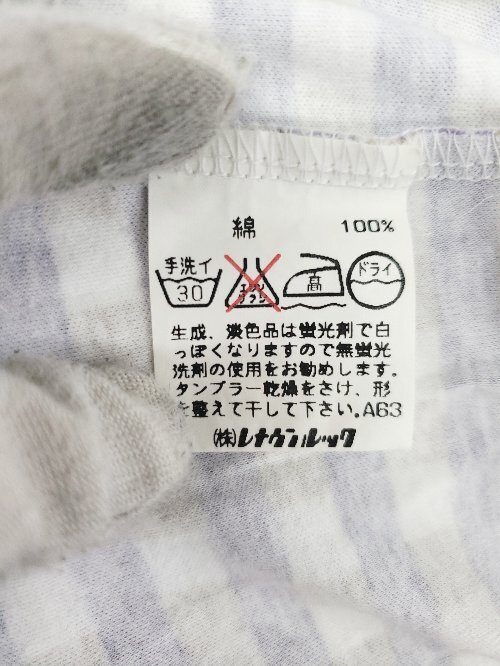 綿 100%
手洗イ 30 エンソサラシ 高 ドライ
生成、淡色品は蛍光剤で白
っぽくなりますので無蛍光
洗剤の使用をお勧めします。
タンブラー乾燥をさけ、形
を整えて干して下さい。A63
(株)レナウンルック